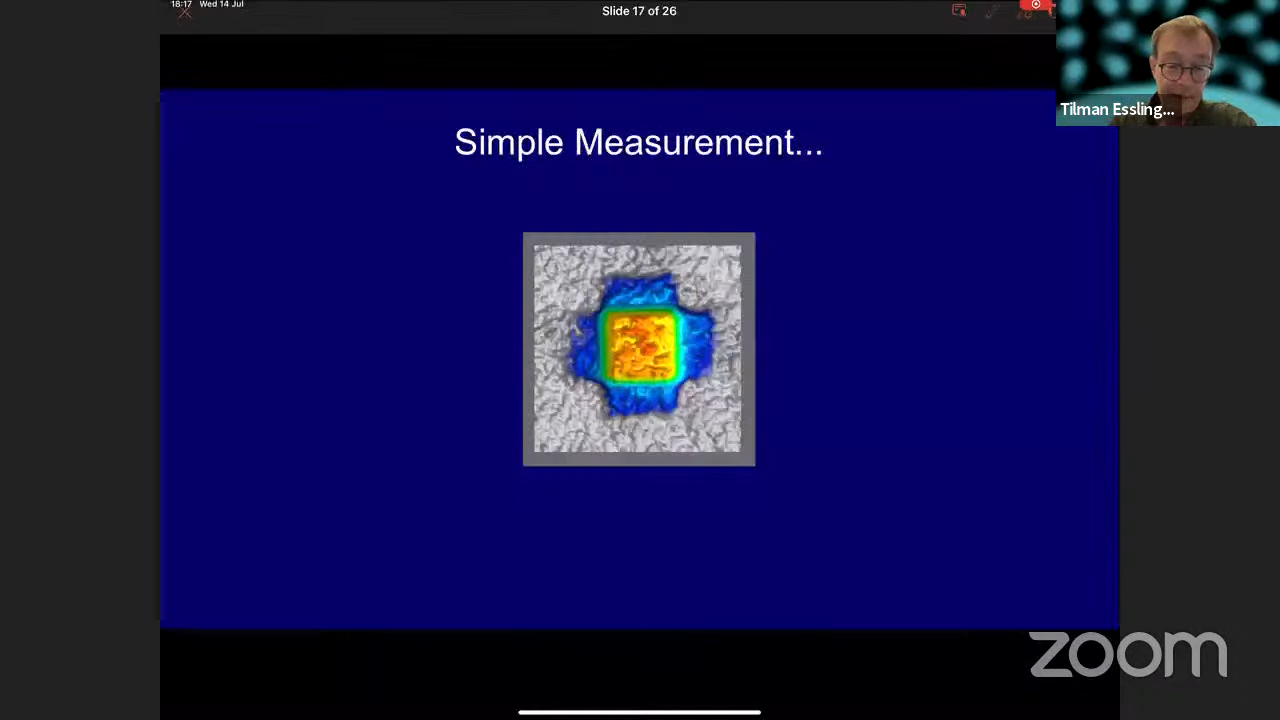 18:17 Wed 14 Jul
Slide 17 of 26
Tilman Essling...
Simple Measurement...
zoom